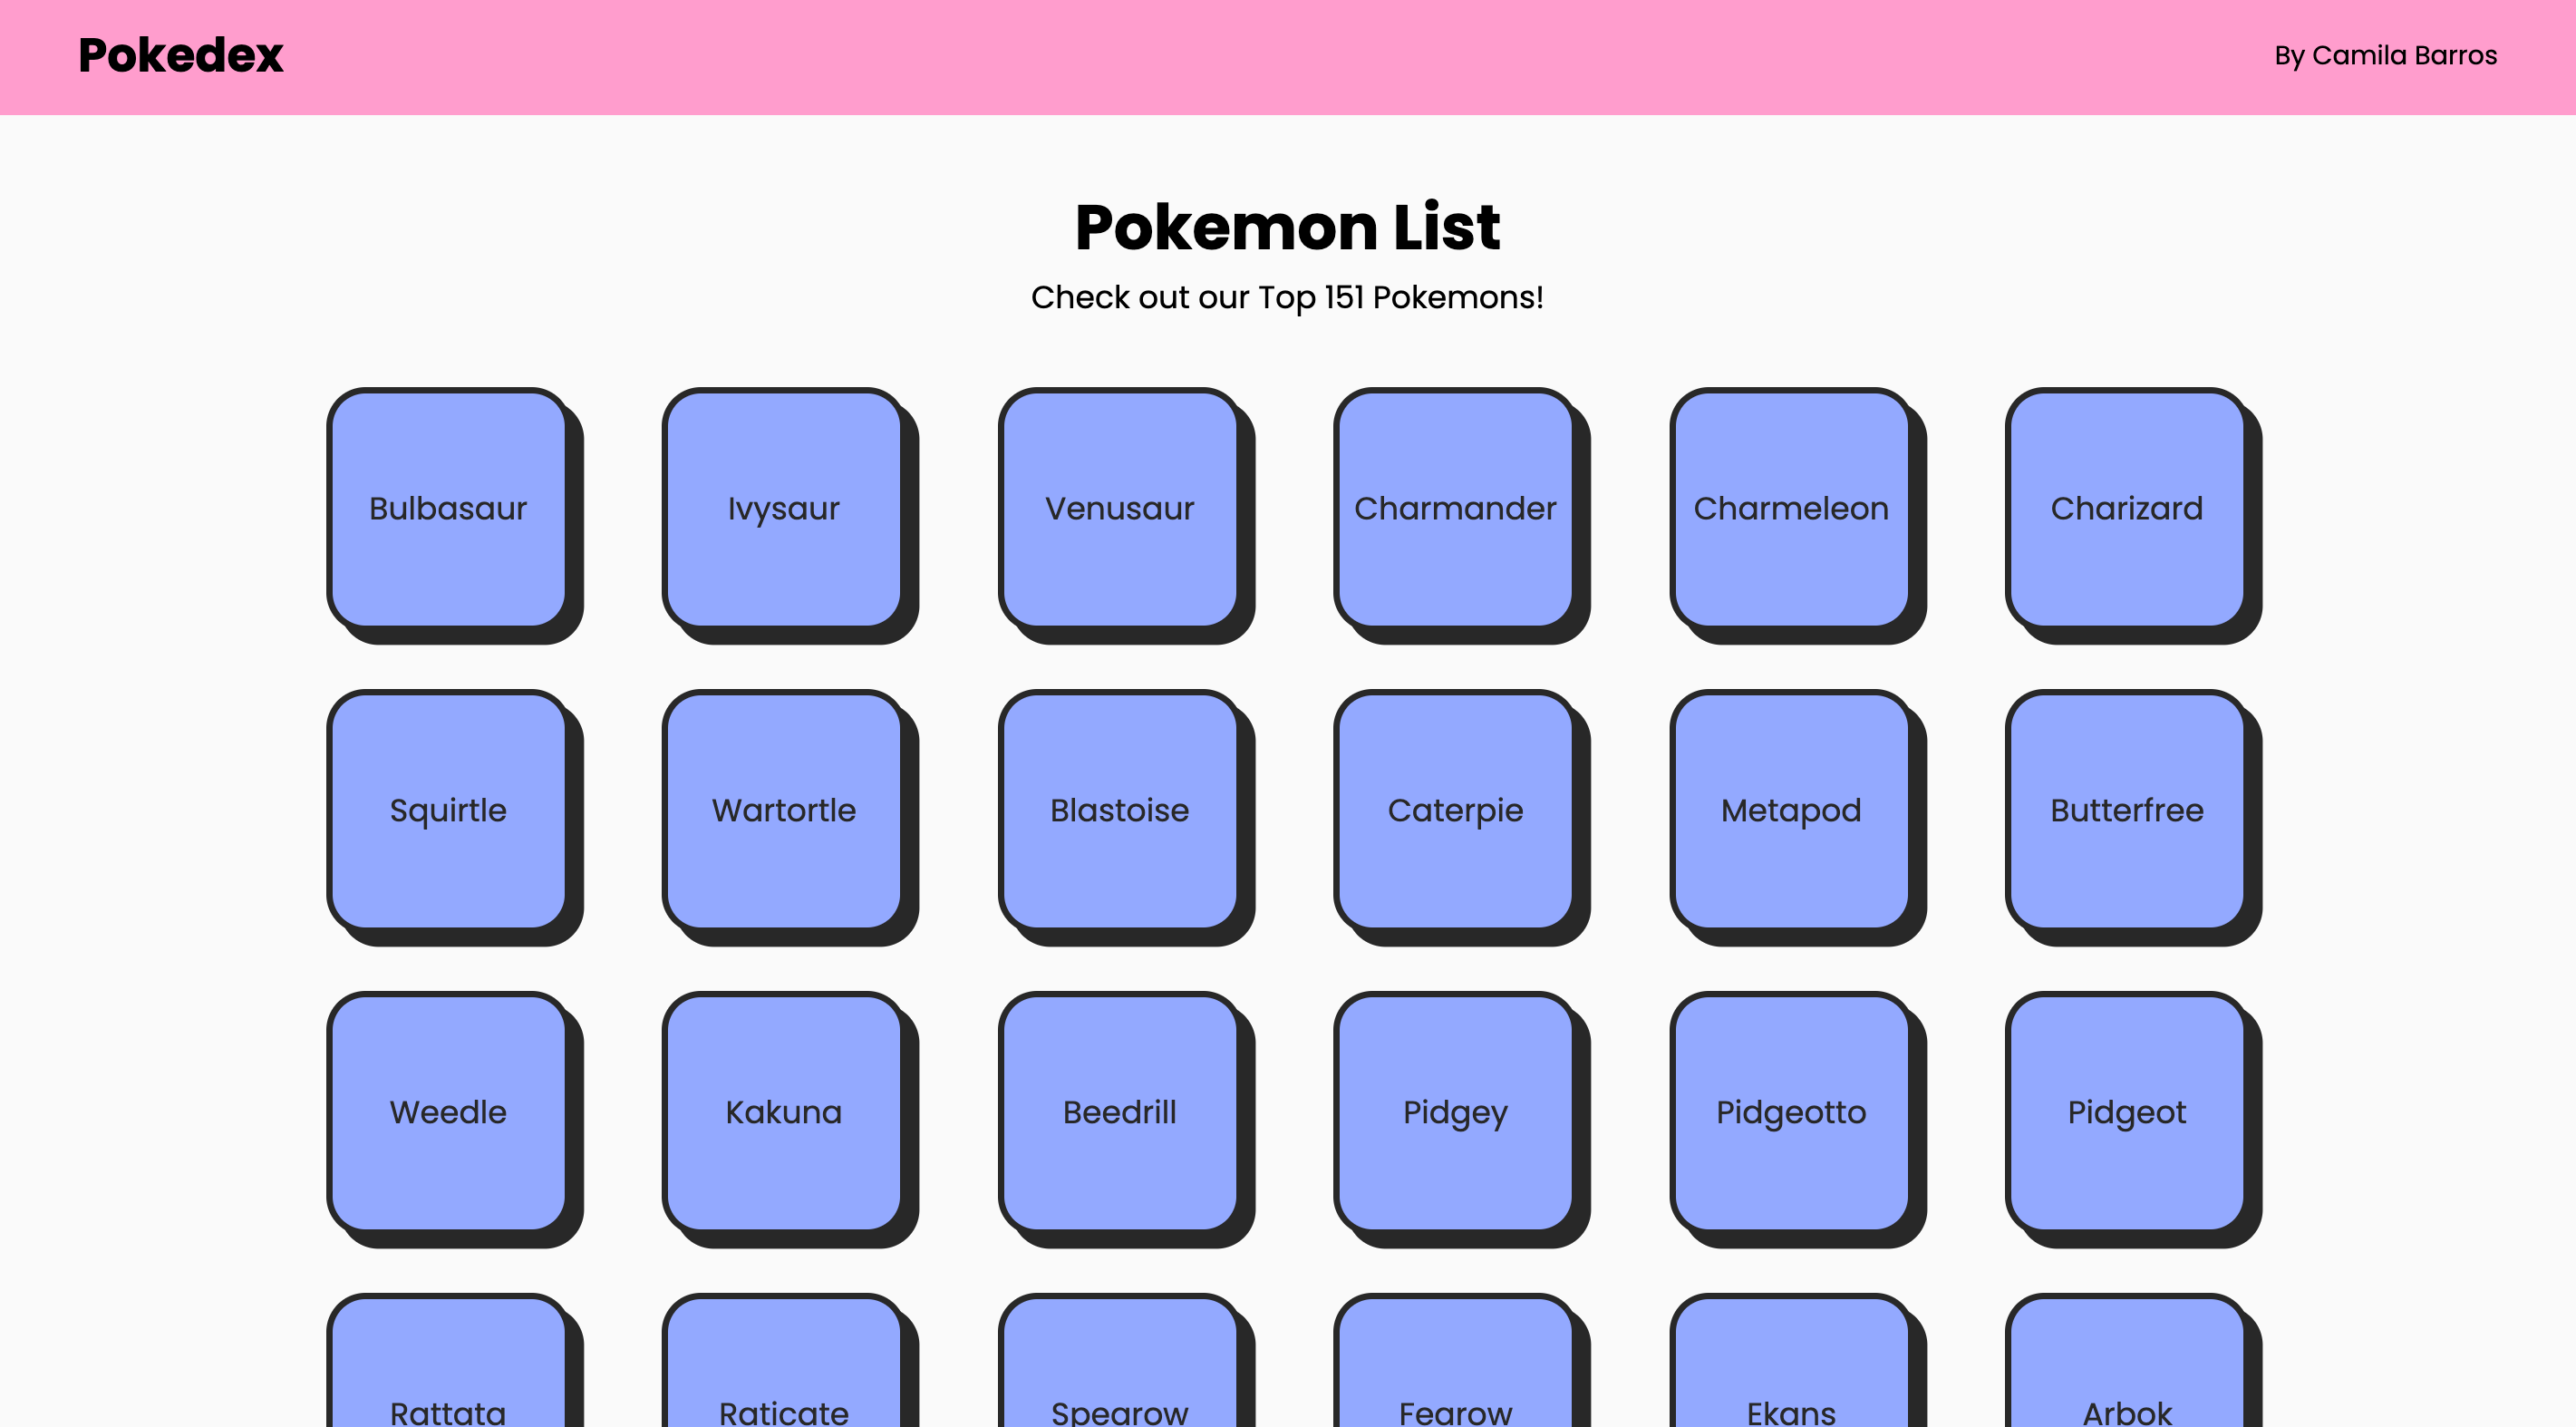 Pokedex
By Camila Barros
Pokemon List
Check out our Top 151 Pokemons!
Bulbasaur
Ivysaur
Venusaur
Charmander
Charmeleon
Charizard
Squirtle
Wartortle
Blastoise
Caterpie
Metapod
Butterfree
Weedle
Kakuna
Beedrill
Pidgey
Pidgeotto
Pidgeot
Rattata
Raticate
Spearow
Fearow
Ekans
Arbok